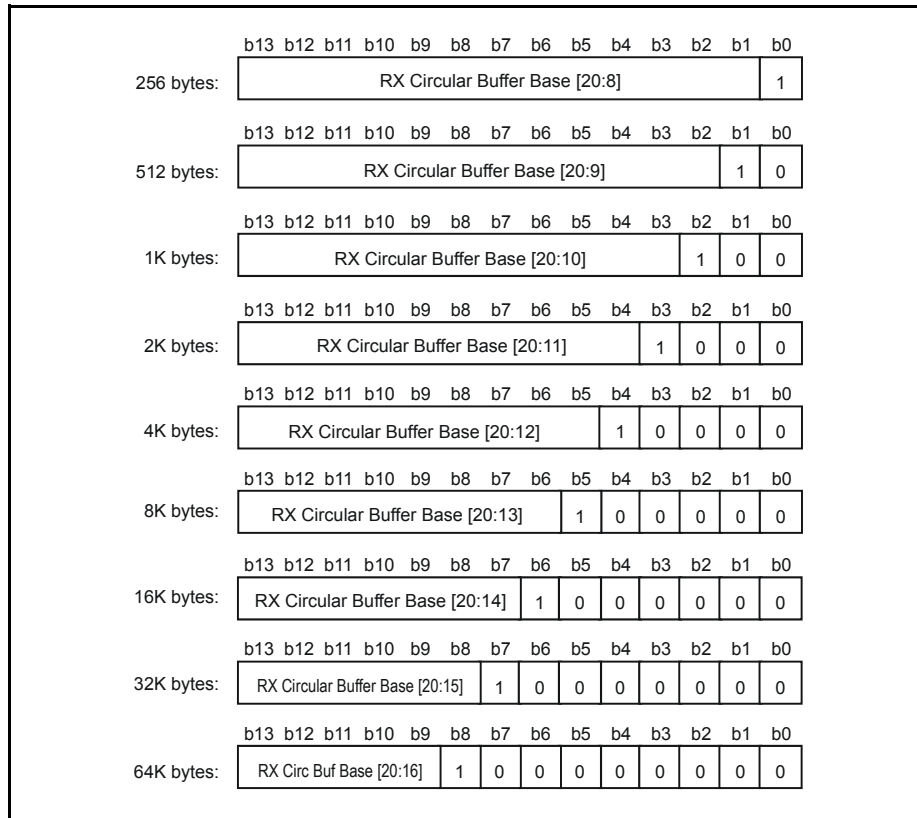 b13 b12 b11 b10 b9 b8 b7 b6 b5 b4 b3 b2 b1 b0
256 bytes: RX Circular Buffer Base [20:8] 1
b13 b12 b11 b10 b9 b8 b7 b6 b5 b4 b3 b2 b1 b0
512 bytes: RX Circular Buffer Base [20:9] 1 0
b13 b12 b11 b10 b9 b8 b7 b6 b5 b4 b3 b2 b1 b0
1K bytes: RX Circular Buffer Base [20:10] 1 0 0
b13 b12 b11 b10 b9 b8 b7 b6 b5 b4 b3 b2 b1 b0
2K bytes: RX Circular Buffer Base [20:11] 1 0 0 0
b13 b12 b11 b10 b9 b8 b7 b6 b5 b4 b3 b2 b1 b0
4K bytes: RX Circular Buffer Base [20:12] 1 0 0 0 0
b13 b12 b11 b10 b9 b8 b7 b6 b5 b4 b3 b2 b1 b0
8K bytes: RX Circular Buffer Base [20:13] 1 0 0 0 0 0
b13 b12 b11 b10 b9 b8 b7 b6 b5 b4 b3 b2 b1 b0
16K bytes: RX Circular Buffer Base [20:14] 1 0 0 0 0 0 0
b13 b12 b11 b10 b9 b8 b7 b6 b5 b4 b3 b2 b1 b0
32K bytes: RX Circular Buffer Base [20:15] 1 0 0 0 0 0 0 0
b13 b12 b11 b10 b9 b8 b7 b6 b5 b4 b3 b2 b1 b0
64K bytes: RX Circ Buf Base [20:16] 1 0 0 0 0 0 0 0 0